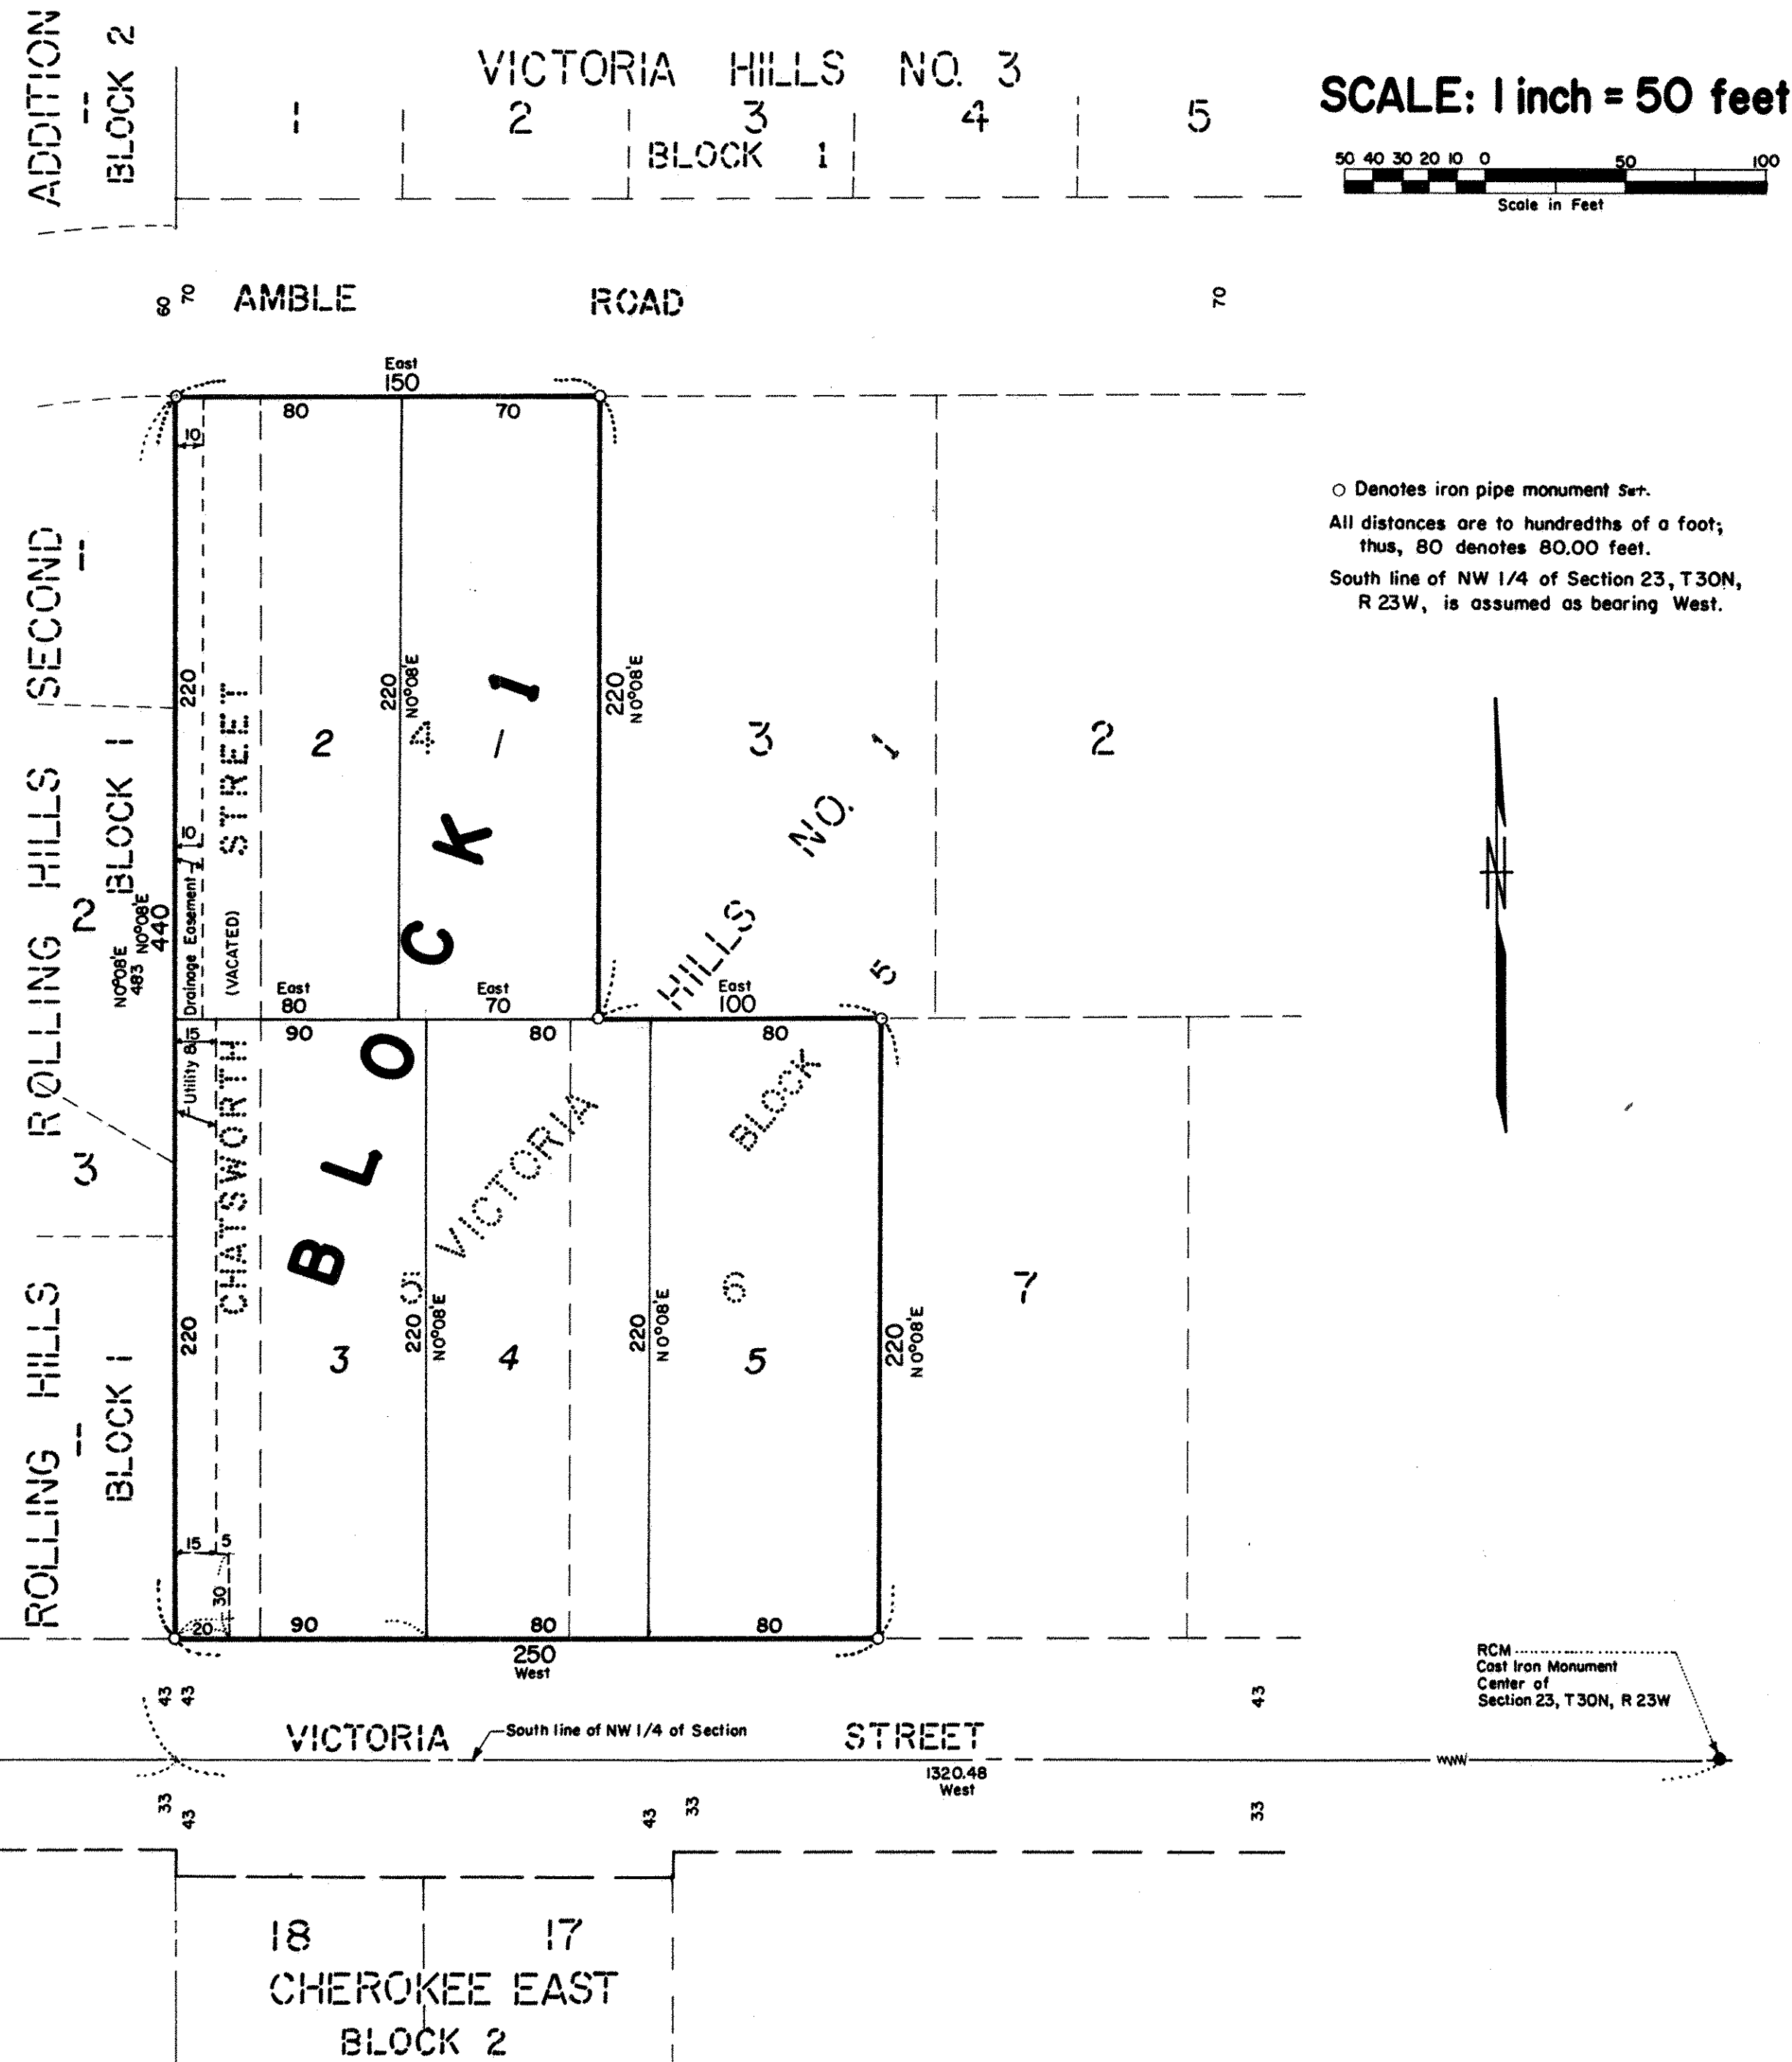 ADDITION
--
BLOCK 2
VICTORIA HILLS NO. 3
1 2 3 4 5
BLOCK 1
SCALE: 1 inch = 50 feet
50 40 30 20 10 0 50 100
Scale in Feet
60
70
AMBLE ROAD
70
East
150
80 70
10
○ Denotes iron pipe monument Set.
All distances are to hundredths of a foot;
thus, 80 denotes 80.00 feet.
South line of NW 1/4 of Section 23, T30N,
R 23W, is assumed as bearing West.
N
ROLLING HILLS SECOND
--
BLOCK 1
2
3
N0°08'E
483
N0°08'E
440
220
10
Utility & Drainage Easement
15
CHATSWORTH STREET
(VACATED)
2
220
N0°08'E
4
BLOCK - 1
220
N0°08'E
3
2
VICTORIA HILLS NO. 1
BLOCK 5
East
80
East
70
East
100
90 80 80
ROLLING HILLS
--
BLOCK 1
220
3
5
220
N0°08'E
4
220
N0°08'E
6
5
220
N0°08'E
7
15 5
30
20 90 80 80
250
West
RCM
Cast Iron Monument
Center of
Section 23, T30N, R 23W
43 43 43
VICTORIA STREET
South line of NW 1/4 of Section
1320.48
West
33 43 43 33 33
18 17
CHEROKEE EAST
BLOCK 2